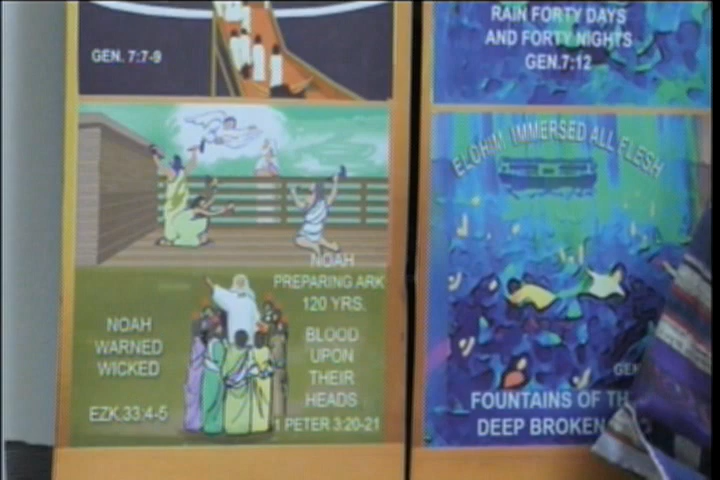 GEN. 7:7-9
NOAH
PREPARING ARK
120 YRS.
NOAH
WARNED
WICKED
EZK.33:4-5
BLOOD
UPON
THEIR
HEADS
1 PETER 3:20-21
RAIN FORTY DAYS
AND FORTY NIGHTS
GEN.7:12
ELOHIM IMMERSED ALL FLESH
FOUNTAINS OF
DEEP BROKEN